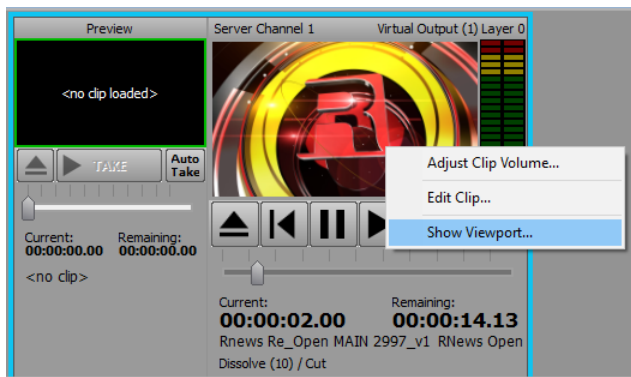 Preview
<no clip loaded>
TAKE
Auto
Take
Current:
Remaining:
00:00:00.00
00:00:00.00
<no clip>
Server Channel 1
Virtual Output (1) Layer 0
R
Adjust Clip Volume...
Edit Clip...
Show Viewport...
Current:
Remaining:
00:00:02.00
00:00:14.13
Rnews Re_Open MAIN 2997_v1 RNews Open
Dissolve (10) / Cut